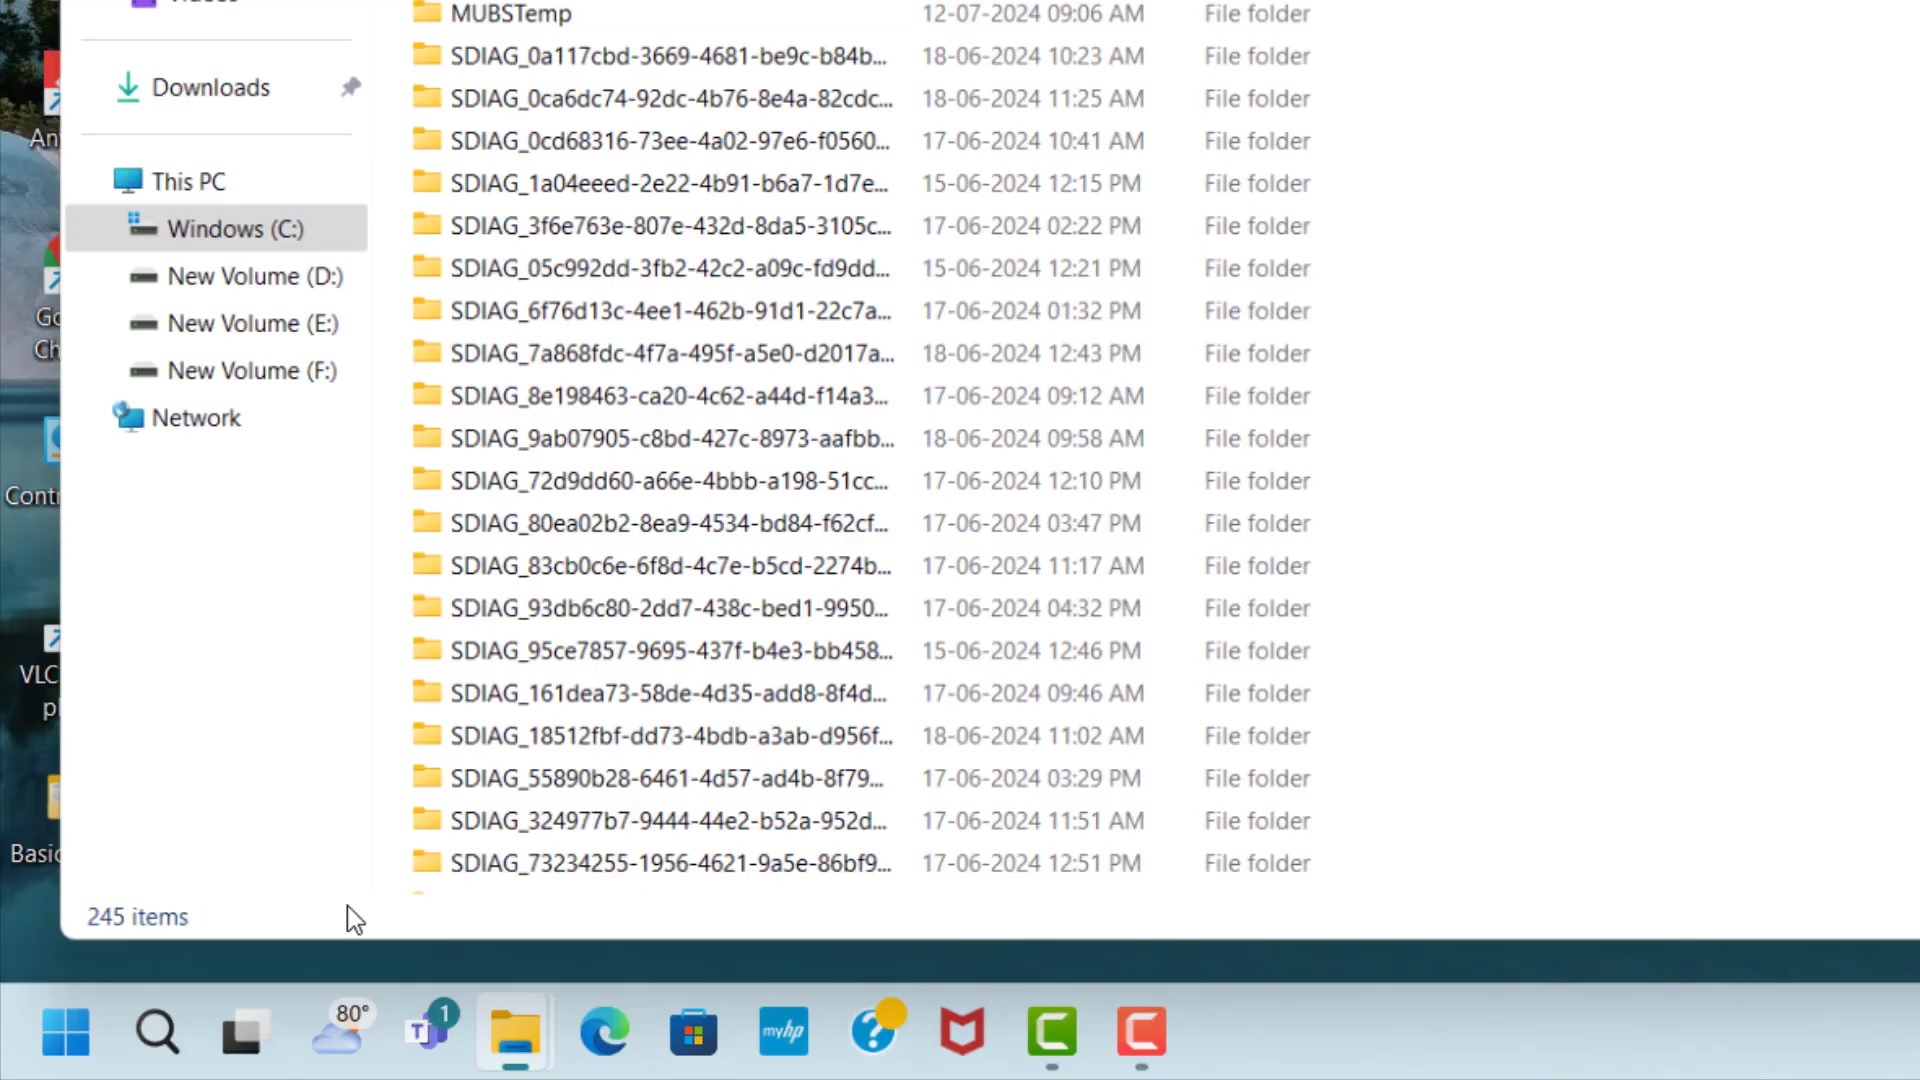 Videos
Downloads
This PC
Windows (C:)
New Volume (D:)
New Volume (E:)
New Volume (F:)
Network
MUBSTemp 12-07-2024 09:06 AM File folder
SDIAG_0a117cbd-3669-4681-be9c-b84b... 18-06-2024 10:23 AM File folder
SDIAG_0ca6dc74-92dc-4b76-8e4a-82cdc... 18-06-2024 11:25 AM File folder
SDIAG_0cd68316-73ee-4a02-97e6-f0560... 17-06-2024 10:41 AM File folder
SDIAG_1a04eeed-2e22-4b91-b6a7-1d7e... 15-06-2024 12:15 PM File folder
SDIAG_3f6e763e-807e-432d-8da5-3105c... 17-06-2024 02:22 PM File folder
SDIAG_05c992dd-3fb2-42c2-a09c-fd9dd... 15-06-2024 12:21 PM File folder
SDIAG_6f76d13c-4ee1-462b-91d1-22c7a... 17-06-2024 01:32 PM File folder
SDIAG_7a868fdc-4f7a-495f-a5e0-d2017a... 18-06-2024 12:43 PM File folder
SDIAG_8e198463-ca20-4c62-a44d-f14a3... 17-06-2024 09:12 AM File folder
SDIAG_9ab07905-c8bd-427c-8973-aafbb... 18-06-2024 09:58 AM File folder
SDIAG_72d9dd60-a66e-4bbb-a198-51cc... 17-06-2024 12:10 PM File folder
SDIAG_80ea02b2-8ea9-4534-bd84-f62cf... 17-06-2024 03:47 PM File folder
SDIAG_83cb0c6e-6f8d-4c7e-b5cd-2274b... 17-06-2024 11:17 AM File folder
SDIAG_93db6c80-2dd7-438c-bed1-9950... 17-06-2024 04:32 PM File folder
SDIAG_95ce7857-9695-437f-b4e3-bb458... 15-06-2024 12:46 PM File folder
SDIAG_161dea73-58de-4d35-add8-8f4d... 17-06-2024 09:46 AM File folder
SDIAG_18512fbf-dd73-4bdb-a3ab-d956f... 18-06-2024 11:02 AM File folder
SDIAG_55890b28-6461-4d57-ad4b-8f79... 17-06-2024 03:29 PM File folder
SDIAG_324977b7-9444-44e2-b52a-952d... 17-06-2024 11:51 AM File folder
SDIAG_73234255-1956-4621-9a5e-86bf9... 17-06-2024 12:51 PM File folder
245 items
An
Go
Ch
Cont
VLC
pl
Basic
80°
T
1
myhp